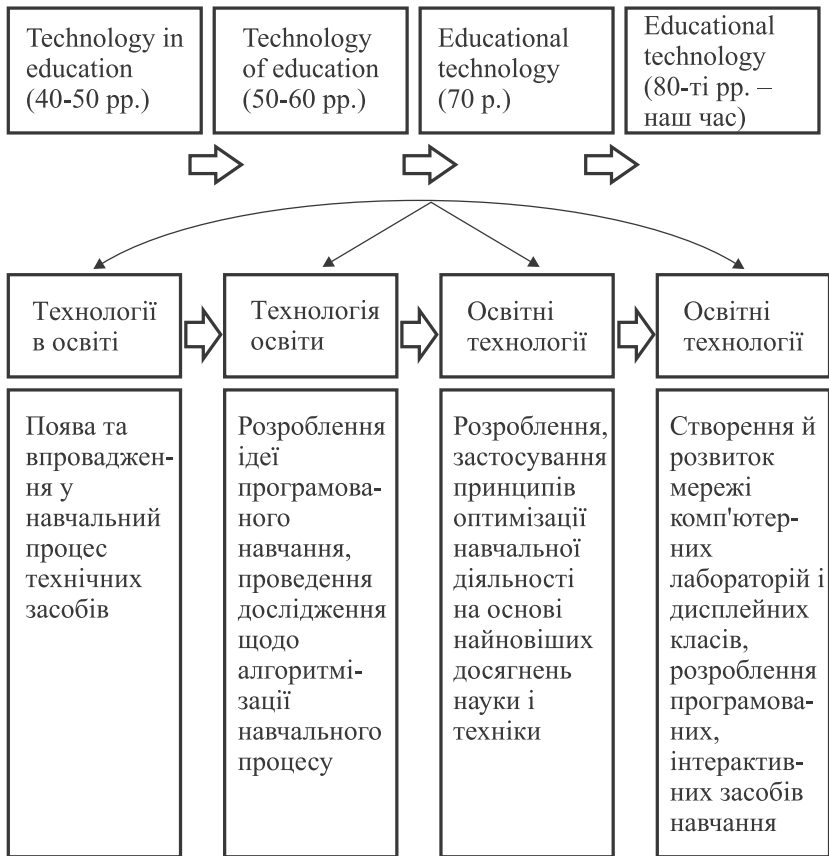 Technology in
education
(40-50 рр.)
Technology
of education
(50-60 рр.)
Educational
technology
(70 р.)
Educational
technology
(80-ті рр. –
наш час)
Технології
в освіті
Технологія
освіти
Освітні
технології
Освітні
технології
Поява та
впроваджен-
ня у
навчальний
процес
технічних
засобів
Розроблення
ідеї
програмова-
ного
навчання,
проведення
дослідження
щодо
алгоритмі-
зації
навчального
процесу
Розроблення,
застосування
принципів
оптимізації
навчальної
діяльності
на основі
найновіших
досягнень
науки і
техніки
Створення й
розвиток
мережі
комп'ютер-
них
лабораторій і
дисплейних
класів,
розроблення
програмова-
них,
інтерактив-
них засобів
навчання